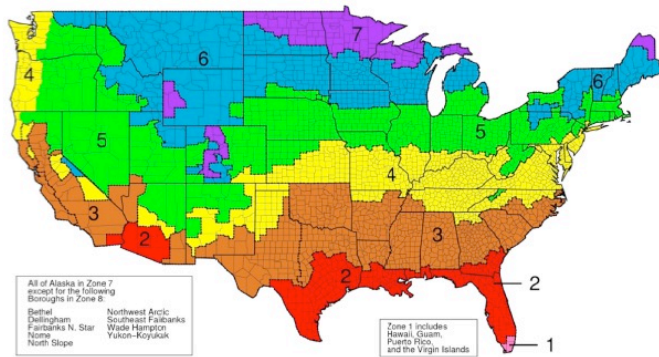 7
6
4
6
5
5
4
3
3
2
2
2
1
All of Alaska in Zone 7
except for the following
Boroughs in Zone 8:
Bethel Northwest Arctic
Dellingham Southeast Fairbanks
Fairbanks N. Star Wade Hampton
Nome Yukon-Koyukuk
North Slope
Zone 1 includes
Hawaii, Guam,
Puerto Rico,
and the Virgin Islands